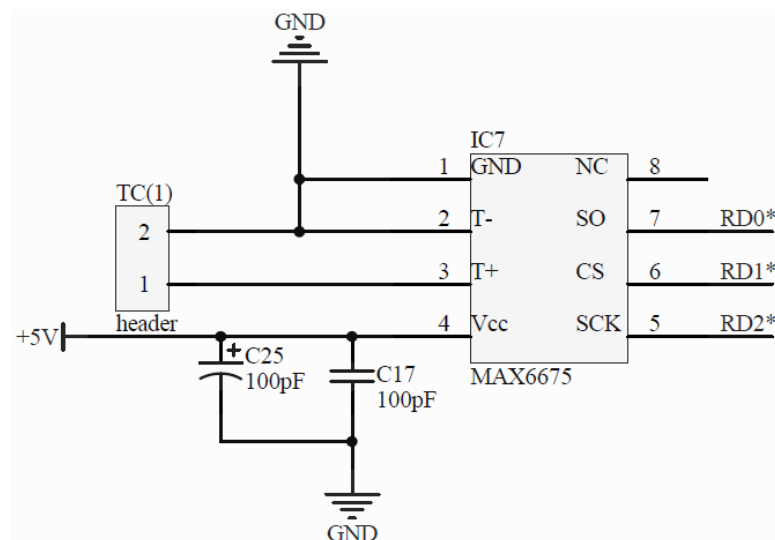 GND
IC7
1 GND NC 8
TC(1)
2 2 T- SO 7 RD0*
1 3 T+ CS 6 RD1*
header
+5V 4 Vcc SCK 5 RD2*
+ C25
100pF
C17
100pF
MAX6675
GND